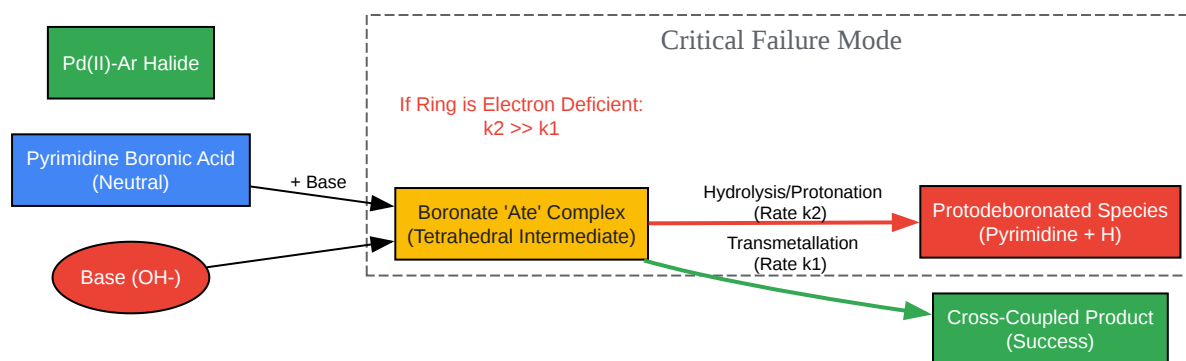 Critical Failure Mode
Pd(II)-Ar Halide
If Ring is Electron Deficient:
k2 >> k1
Pyrimidine Boronic Acid
(Neutral)
+ Base
Base (OH-)
Boronate 'Ate' Complex
(Tetrahedral Intermediate)
Hydrolysis/Protonation
(Rate k2)
Transmetallation
(Rate k1)
Protodeboronated Species
(Pyrimidine + H)
Cross-Coupled Product
(Success)